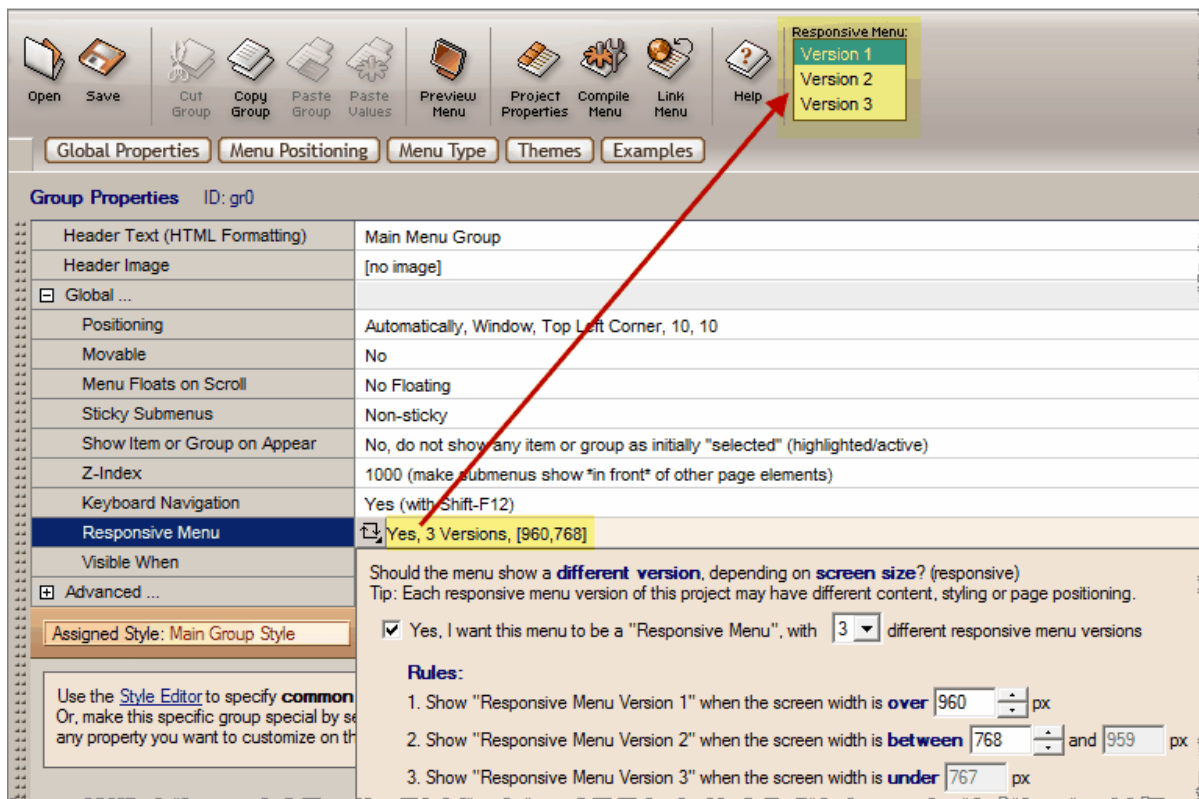 Responsive Menu:
Version 1
Version 2
Version 3
Open Save Cut Group Copy Group Paste Group Paste Values Preview Menu Project Properties Compile Menu Link Menu Help
Global Properties Menu Positioning Menu Type Themes Examples
Group Properties ID: gr0
Header Text (HTML Formatting) Main Menu Group
Header Image [no image]
Global ...
Positioning Automatically, Window, Top Left Corner, 10, 10
Movable No
Menu Floats on Scroll No Floating
Sticky Submenus Non-sticky
Show Item or Group on Appear No, do not show any item or group as initially "selected" (highlighted/active)
Z-Index 1000 (make submenus show *in front* of other page elements)
Keyboard Navigation Yes (with Shift-F12)
Responsive Menu Yes, 3 Versions, [960,768]
Visible When
Advanced ...
Should the menu show a different version, depending on screen size? (responsive)
Tip: Each responsive menu version of this project may have different content, styling or page positioning.
Assigned Style: Main Group Style
Yes, I want this menu to be a "Responsive Menu", with 3 different responsive menu versions
Rules:
Use the Style Editor to specify common
Or, make this specific group special by se
any property you want to customize on th
1. Show "Responsive Menu Version 1" when the screen width is over 960 px
2. Show "Responsive Menu Version 2" when the screen width is between 768 and 959 px
3. Show "Responsive Menu Version 3" when the screen width is under 767 px